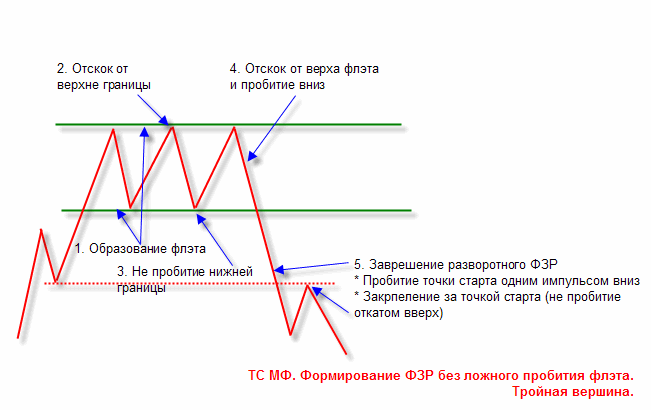 2. Отскок от
верхне границы
4. Отскок от верха флэта
и пробитие вниз
1. Образование флэта
3. Не пробитие нижней
границы
5. Заврешение разворотного ФЗР
* Пробитие точки старта одним импульсом вниз
* Закрпеление за точкой старта (не пробитие
откатом вверх)
ТС МФ. Формирование ФЗР без ложного пробития флэта.
Тройная вершина.